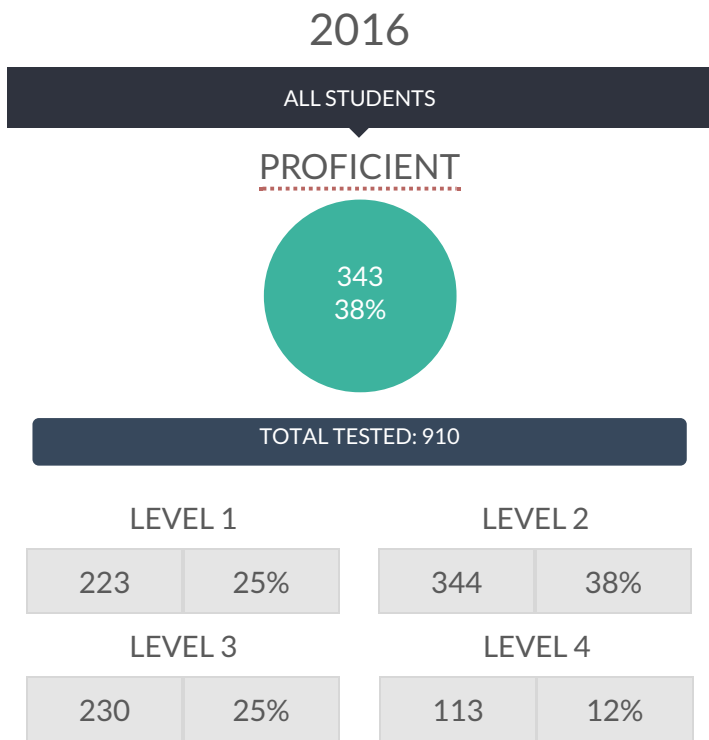 2016
ALL STUDENTS
PROFICIENT
343
38%
TOTAL TESTED: 910
LEVEL 1 LEVEL 2
223 25% 344 38%
LEVEL 3 LEVEL 4
230 25% 113 12%